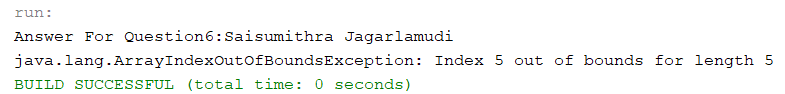 run:
Answer For Question6:Saisumithra Jagarlamudi
java.lang.ArrayIndexOutOfBoundsException: Index 5 out of bounds for length 5
BUILD SUCCESSFUL (total time: 0 seconds)